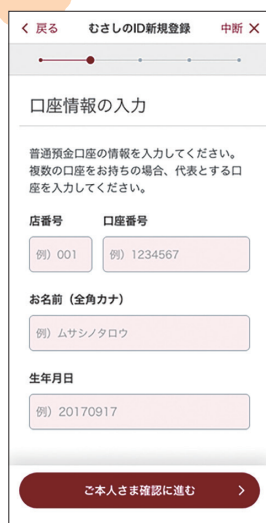 戻る むさしのID新規登録 中断
口座情報の入力
普通預金口座の情報を入力してください。
複数の口座をお持ちの場合、代表とする口
座を入力してください。
店番号 口座番号
例）001 例）1234567
お名前（全角カナ）
例）ムサシノタロウ
生年月日
例）20170917
ご本人さま確認に進む